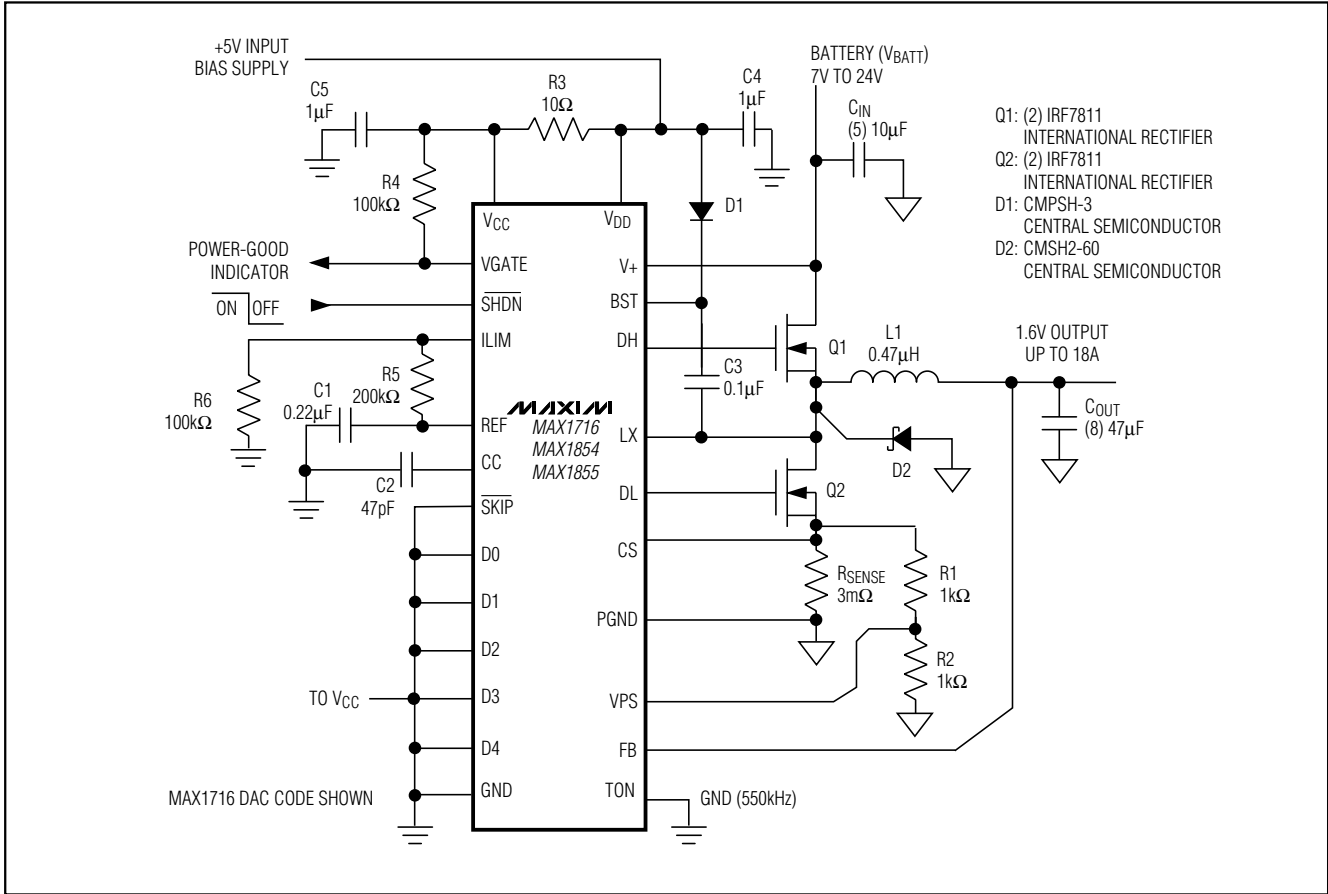 +5V INPUT
BIAS SUPPLY
C5
1μF
R3
10Ω
C4
1μF
BATTERY (VBATT)
7V TO 24V
CIN
(5) 10μF
Q1: (2) IRF7811
INTERNATIONAL RECTIFIER
Q2: (2) IRF7811
INTERNATIONAL RECTIFIER
D1: CMPSH-3
CENTRAL SEMICONDUCTOR
D2: CMSH2-60
CENTRAL SEMICONDUCTOR
R4
100kΩ
D1
VCC
VDD
POWER-GOOD
INDICATOR
VGATE
V+
ON OFF
SHDN
BST
ILIM
DH
Q1
L1
0.47μH
1.6V OUTPUT
UP TO 18A
R6
100kΩ
C1
0.22μF
R5
200kΩ
C3
0.1μF
COUT
(8) 47μF
REF
MAXIM
MAX1716
MAX1854
MAX1855
LX
D2
CC
C2
47pF
DL
Q2
SKIP
CS
D0
RSENSE
3mΩ
R1
1kΩ
D1
PGND
D2
R2
1kΩ
TO VCC
D3
VPS
D4
FB
MAX1716 DAC CODE SHOWN
GND
TON
GND (550kHz)